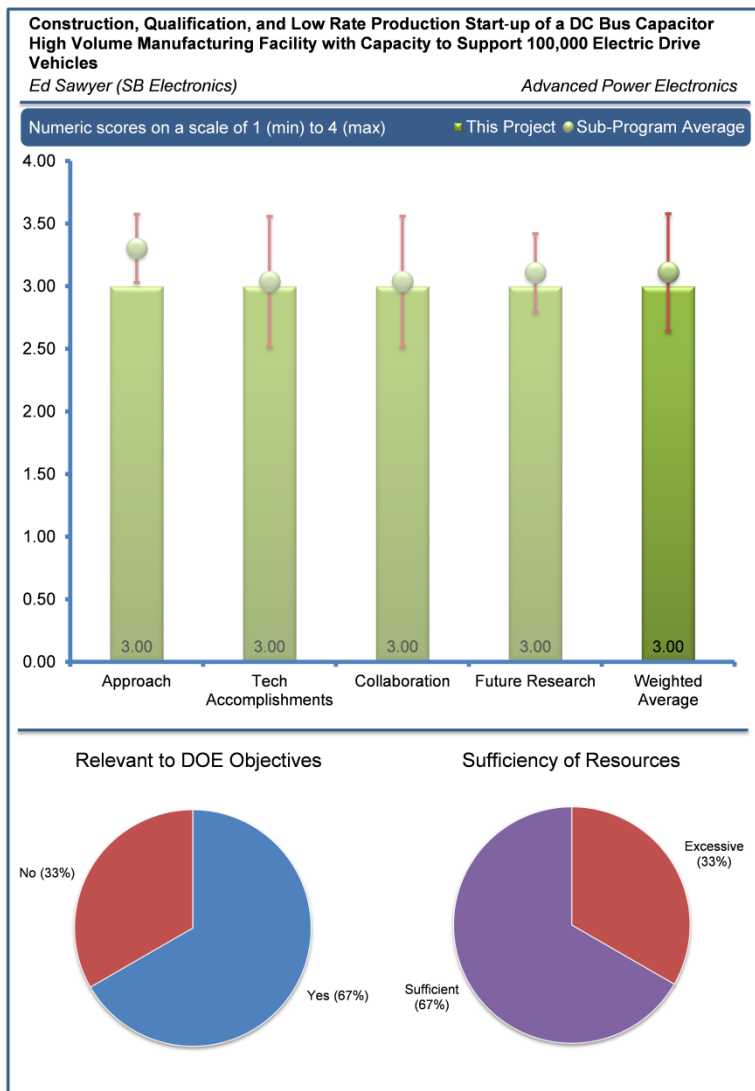 Construction, Qualification, and Low Rate Production Start-up of a DC Bus Capacitor
High Volume Manufacturing Facility with Capacity to Support 100,000 Electric Drive
Vehicles
Ed Sawyer (SB Electronics) Advanced Power Electronics
Numeric scores on a scale of 1 (min) to 4 (max) This Project Sub-Program Average
4.00
3.50
3.00
2.50
2.00
1.50
1.00
0.50
0.00
3.00 3.00 3.00 3.00 3.00
Approach Tech Collaboration Future Research Weighted
Accomplishments Average
Relevant to DOE Objectives Sufficiency of Resources
No (33%)
Yes (67%)
Excessive
(33%)
Sufficient
(67%)